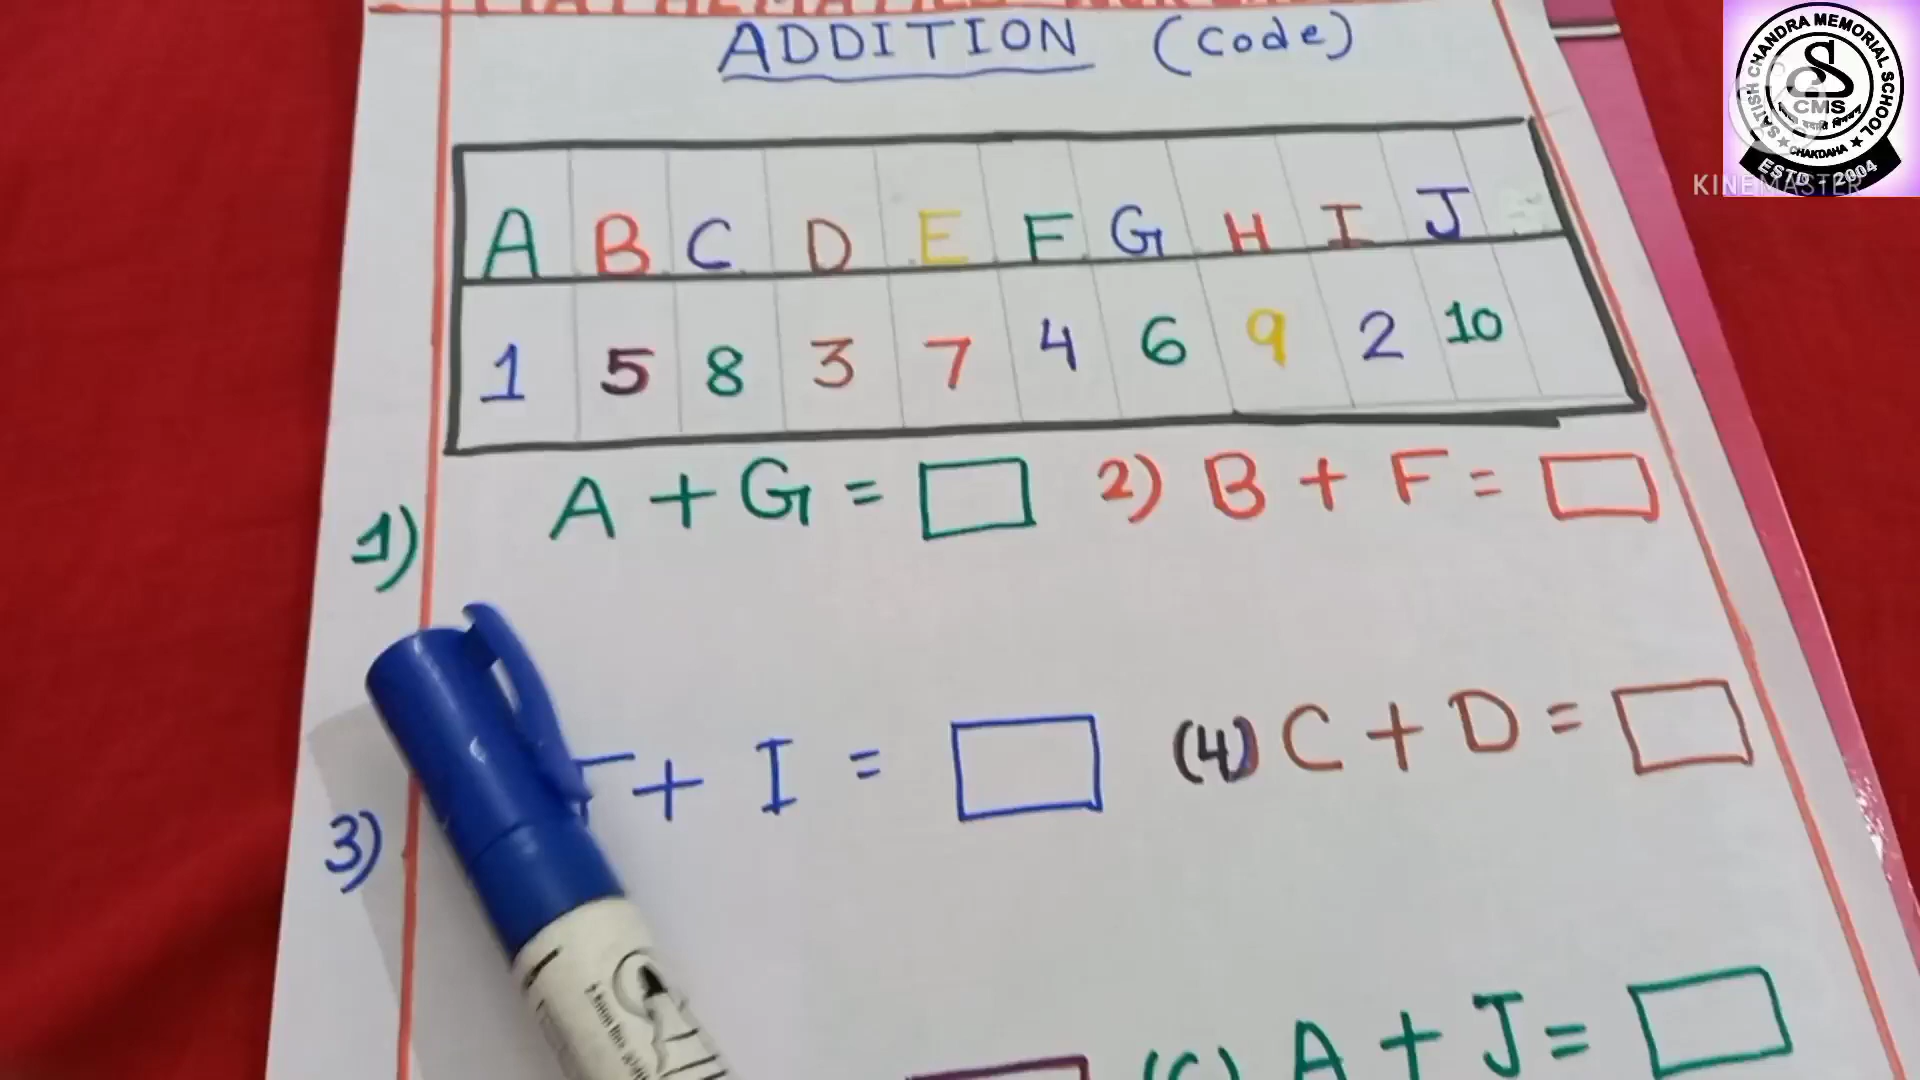 ADDITION (Code)
A B C D E F G H I J
1 5 8 3 7 4 6 9 2 10
1) A + G = 2) B + F =
3) + I = (4) C + D =
A + J =
SATISH CHANDRA MEMORIAL SCHOOL
S
CMS
CHAKDAHA
ESTD - 2004
KINEMASTER